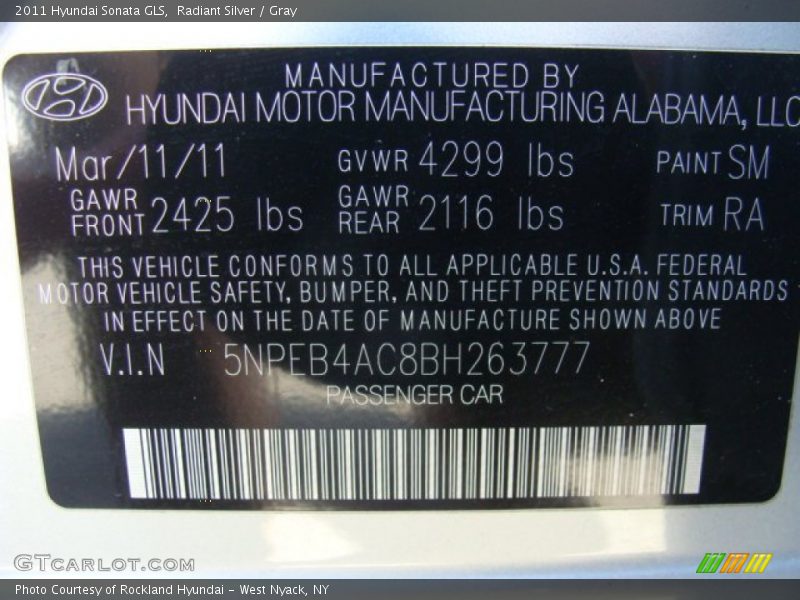 2011 Hyundai Sonata GLS, Radiant Silver / Gray
MANUFACTURED BY
HYUNDAI MOTOR MANUFACTURING ALABAMA, LLC
Mar/11/11 GVWR 4299 lbs PAINT SM
GAWR FRONT 2425 lbs GAWR REAR 2116 lbs TRIM RA
THIS VEHICLE CONFORMS TO ALL APPLICABLE U.S.A. FEDERAL
MOTOR VEHICLE SAFETY, BUMPER, AND THEFT PREVENTION STANDARDS
IN EFFECT ON THE DATE OF MANUFACTURE SHOWN ABOVE
V.I.N 5NPEB4AC8BH263777
PASSENGER CAR
GTCARLOT.COM
Photo Courtesy of Rockland Hyundai - West Nyack, NY